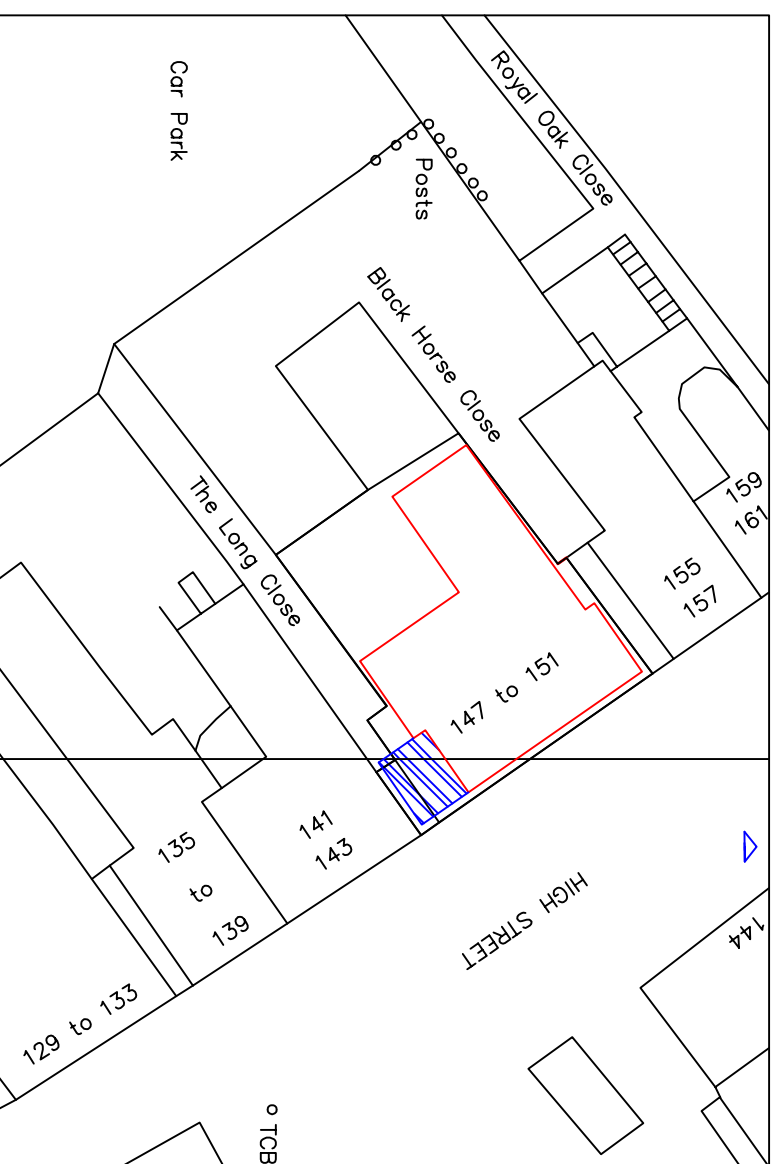 Car Park
Royal Oak Close
Posts
Black Horse Close
The Long Close
159
161
155
157
147 to 151
141
143
135
to
139
HIGH STREET
144
129 to 133
TCB